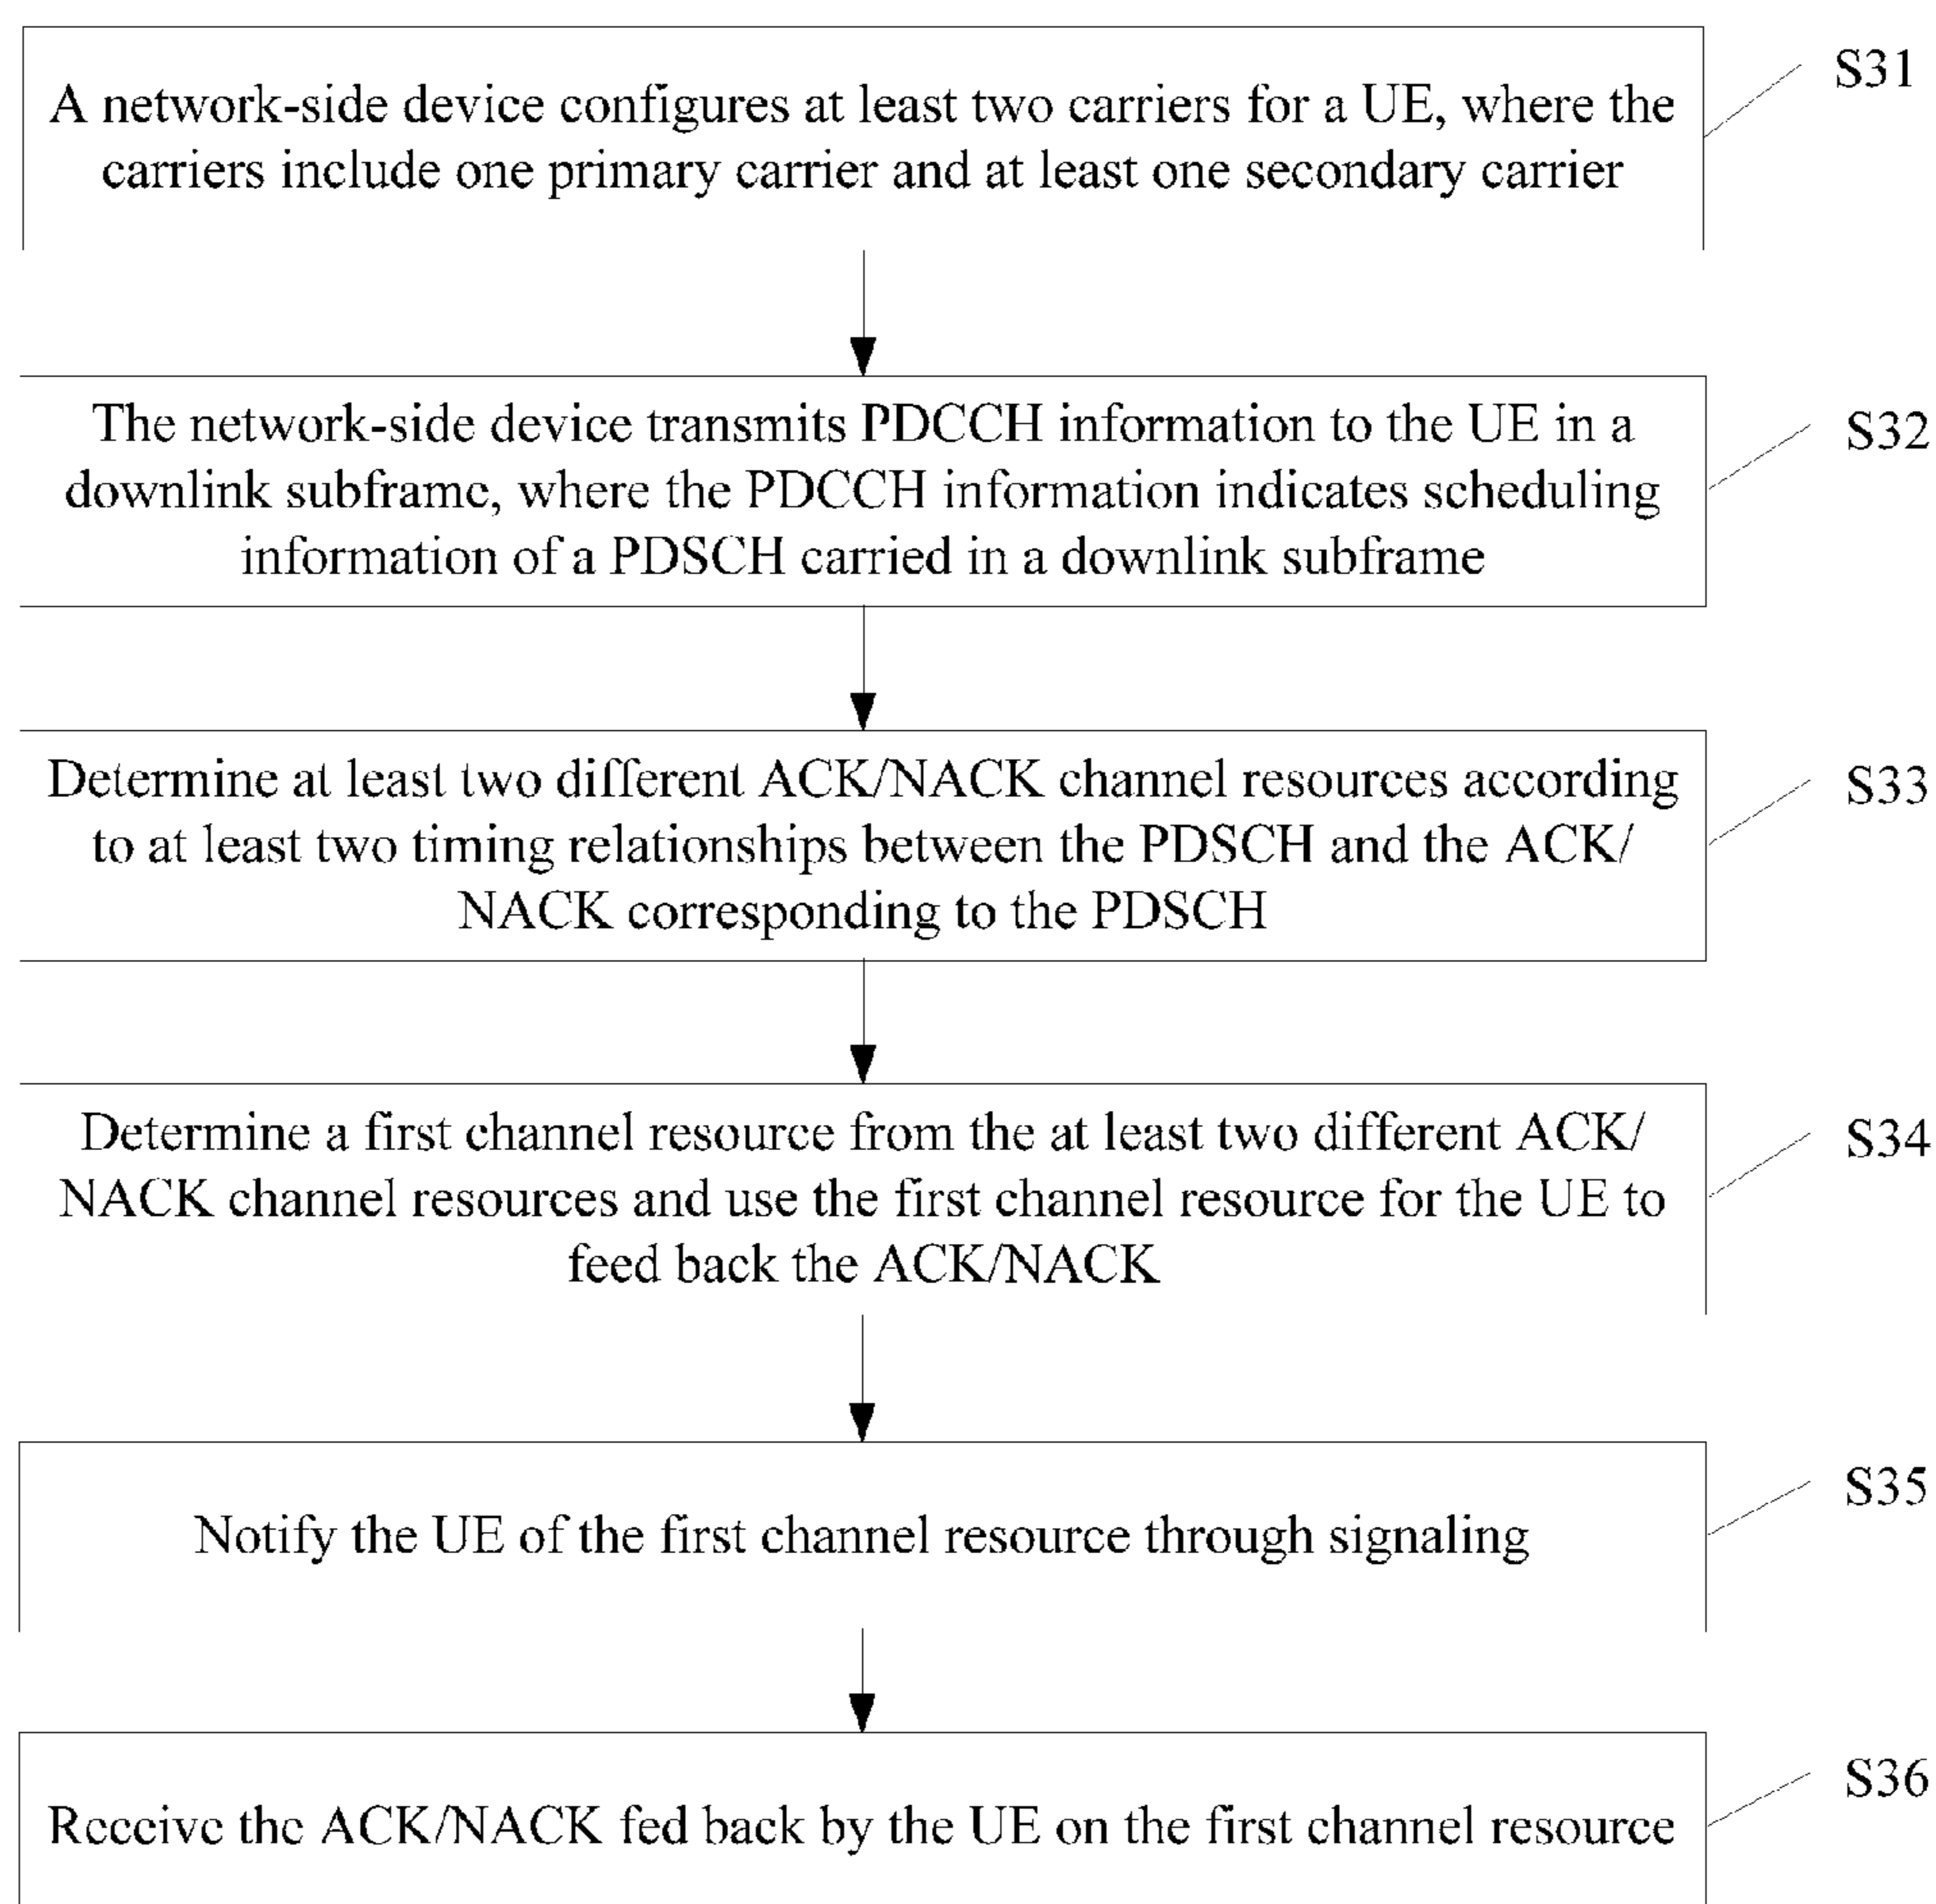 A network-side device configures at least two carriers for a UE, where the
carriers include one primary carrier and at least one secondary carrier
S31
The network-side device transmits PDCCH information to the UE in a
downlink subframe, where the PDCCH information indicates scheduling
information of a PDSCH carried in a downlink subframe
S32
Determine at least two different ACK/NACK channel resources according
to at least two timing relationships between the PDSCH and the ACK/
NACK corresponding to the PDSCH
S33
Determine a first channel resource from the at least two different ACK/
NACK channel resources and use the first channel resource for the UE to
feed back the ACK/NACK
S34
Notify the UE of the first channel resource through signaling
S35
Receive the ACK/NACK fed back by the UE on the first channel resource
S36